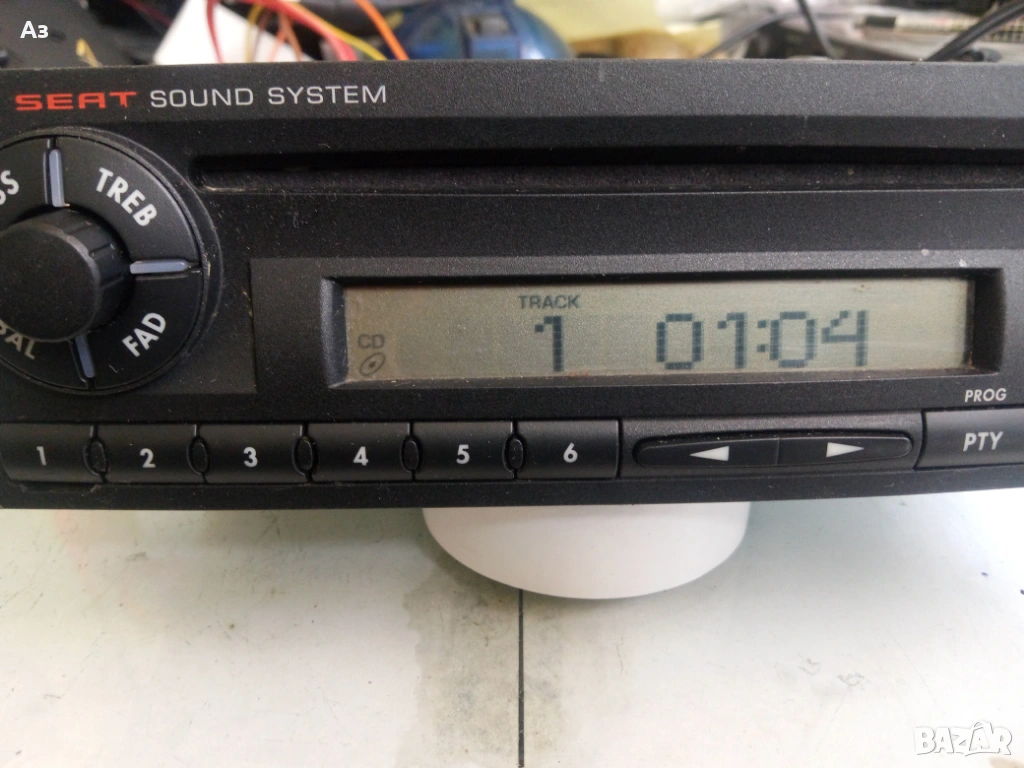 Аз
SEAT SOUND SYSTEM
TREB
FAD
TRACK
CD 1 01:04
PROG
1 2 3 4 5 6 PTY
BAZAR